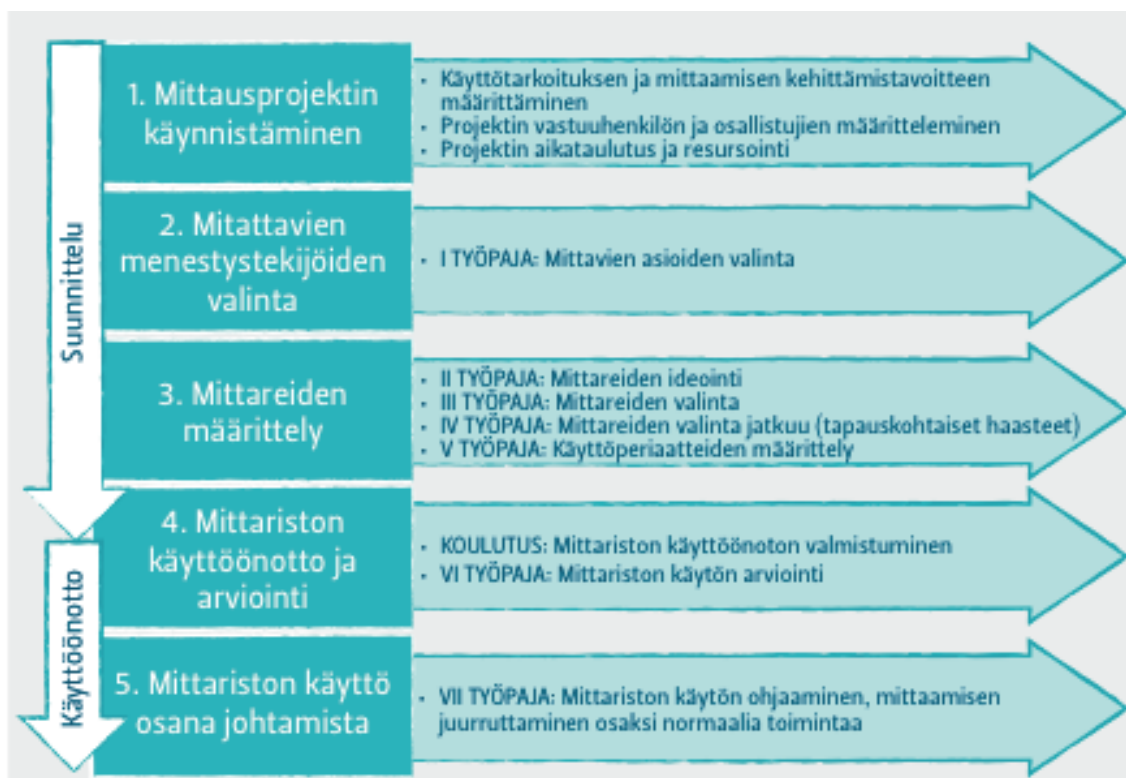 Suunnittelu
1. Mittausprojektin
käynnistäminen
• Käyttötarkoituksen ja mittaamisen kehittämistavoitteen
määrittäminen
• Projektin vastuuhenkilön ja osallistujien määritteleminen
• Projektin aikataulutus ja resursointi
2. Mitattavien
menestystekijöiden
valinta
• I TYÖPAJA: Mittavien asioiden valinta
3. Mittareiden
määrittely
• II TYÖPAJA: Mittareiden ideointi
• III TYÖPAJA: Mittareiden valinta
• IV TYÖPAJA: Mittareiden valinta jatkuu (tapauskohtaiset haasteet)
• V TYÖPAJA: Käyttöperiaatteiden määrittely
Käyttöönotto
4. Mittariston
käyttöönotto ja
arviointi
• KOULUTUS: Mittariston käyttöönoton valmistuminen
• VI TYÖPAJA: Mittariston käytön arviointi
5. Mittariston käyttö
osana johtamista
• VII TYÖPAJA: Mittariston käytön ohjaaminen, mittaamisen
juurruttaminen osaksi normaalia toimintaa